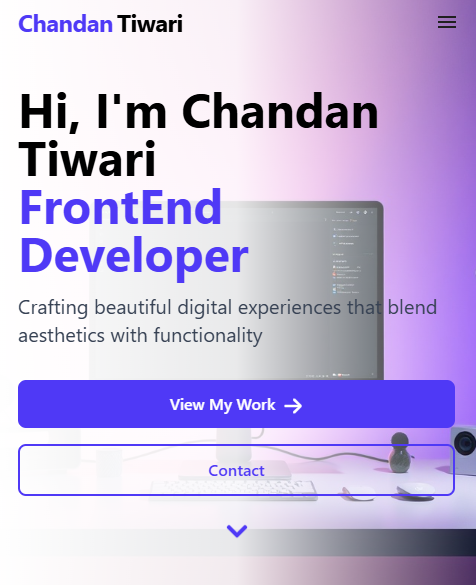 Chandan Tiwari
Hi, I'm Chandan
Tiwari
FrontEnd
Developer
Crafting beautiful digital experiences that blend
aesthetics with functionality
View My Work
Contact